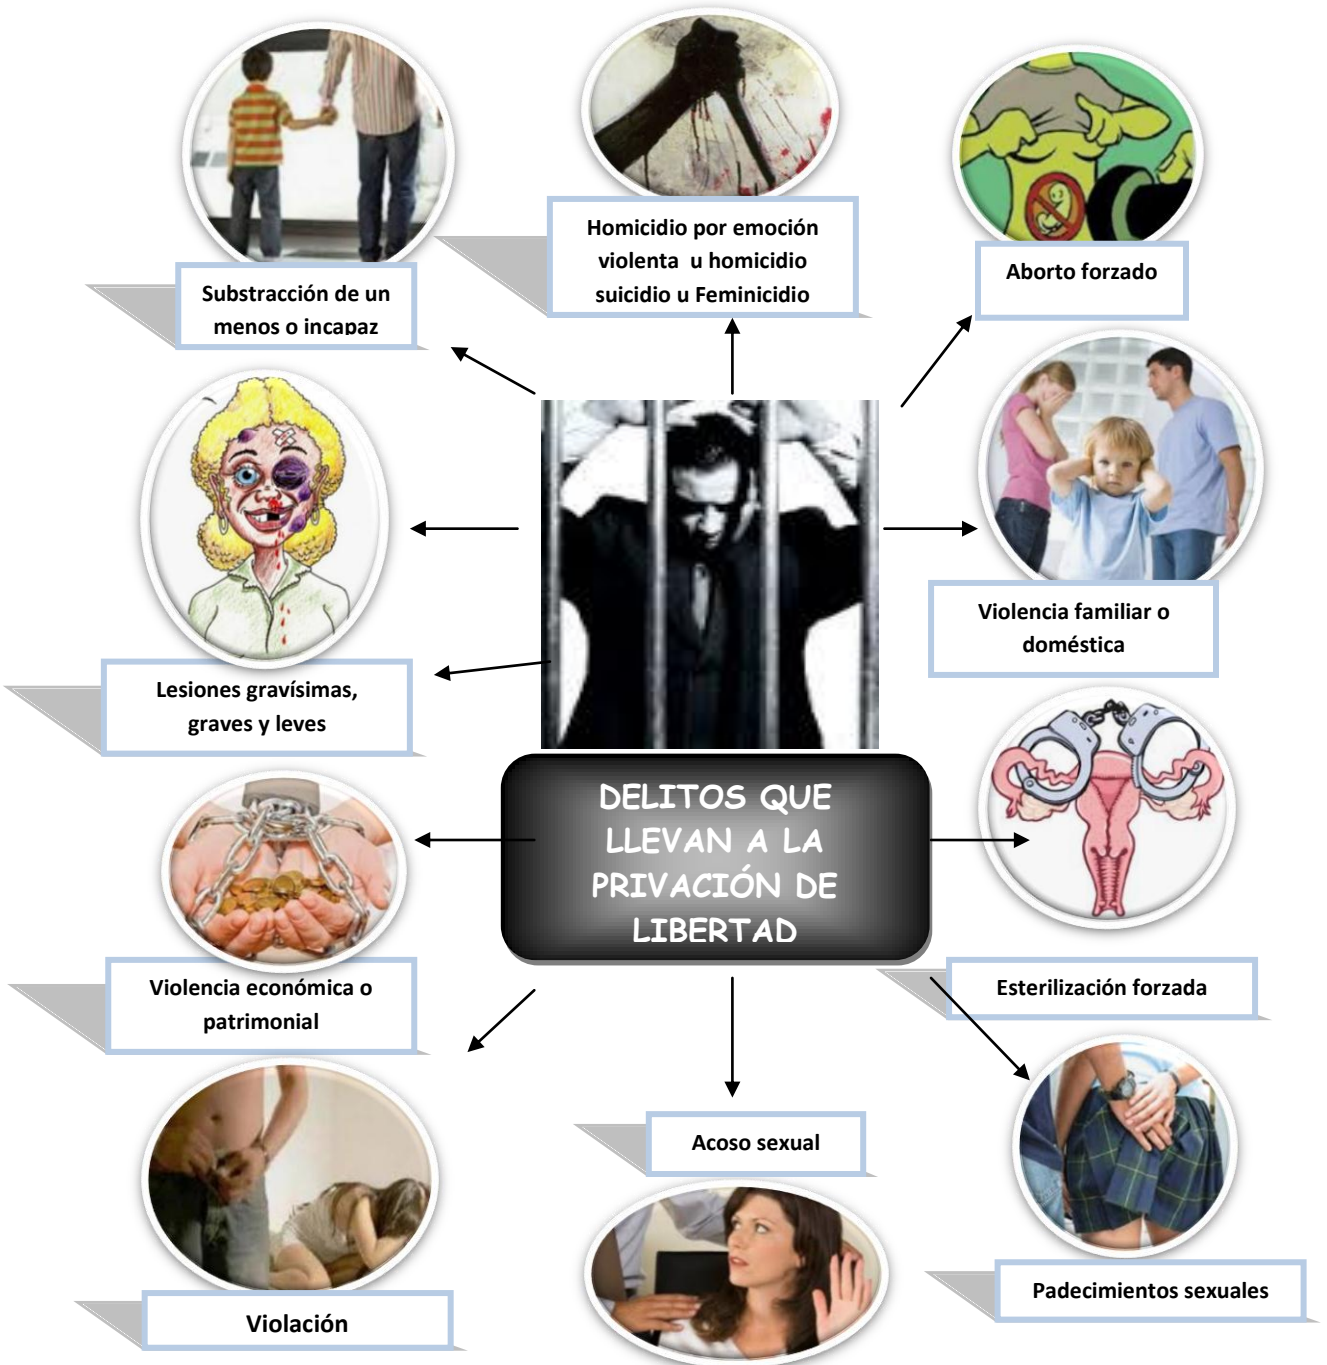 Homicidio por emoción
violenta u homicidio
suicidio u Feminicidio
Aborto forzado
Substracción de un
menos o incapaz
Violencia familiar o
doméstica
Lesiones gravísimas,
graves y leves
DELITOS QUE
LLEVAN A LA
PRIVACIÓN DE
LIBERTAD
Violencia económica o
patrimonial
Esterilización forzada
Acoso sexual
Padecimientos sexuales
Violación